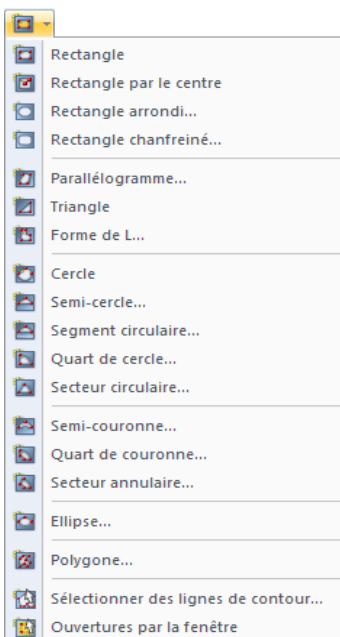 Rectangle
Rectangle par le centre
Rectangle arrondi...
Rectangle chanfreiné...
Parallélogramme...
Triangle
Forme de L...
Cercle
Semi-cercle...
Segment circulaire...
Quart de cercle...
Secteur circulaire...
Semi-couronne...
Quart de couronne...
Secteur annulaire...
Ellipse...
Polygone...
Sélectionner des lignes de contour...
Ouvertures par la fenêtre